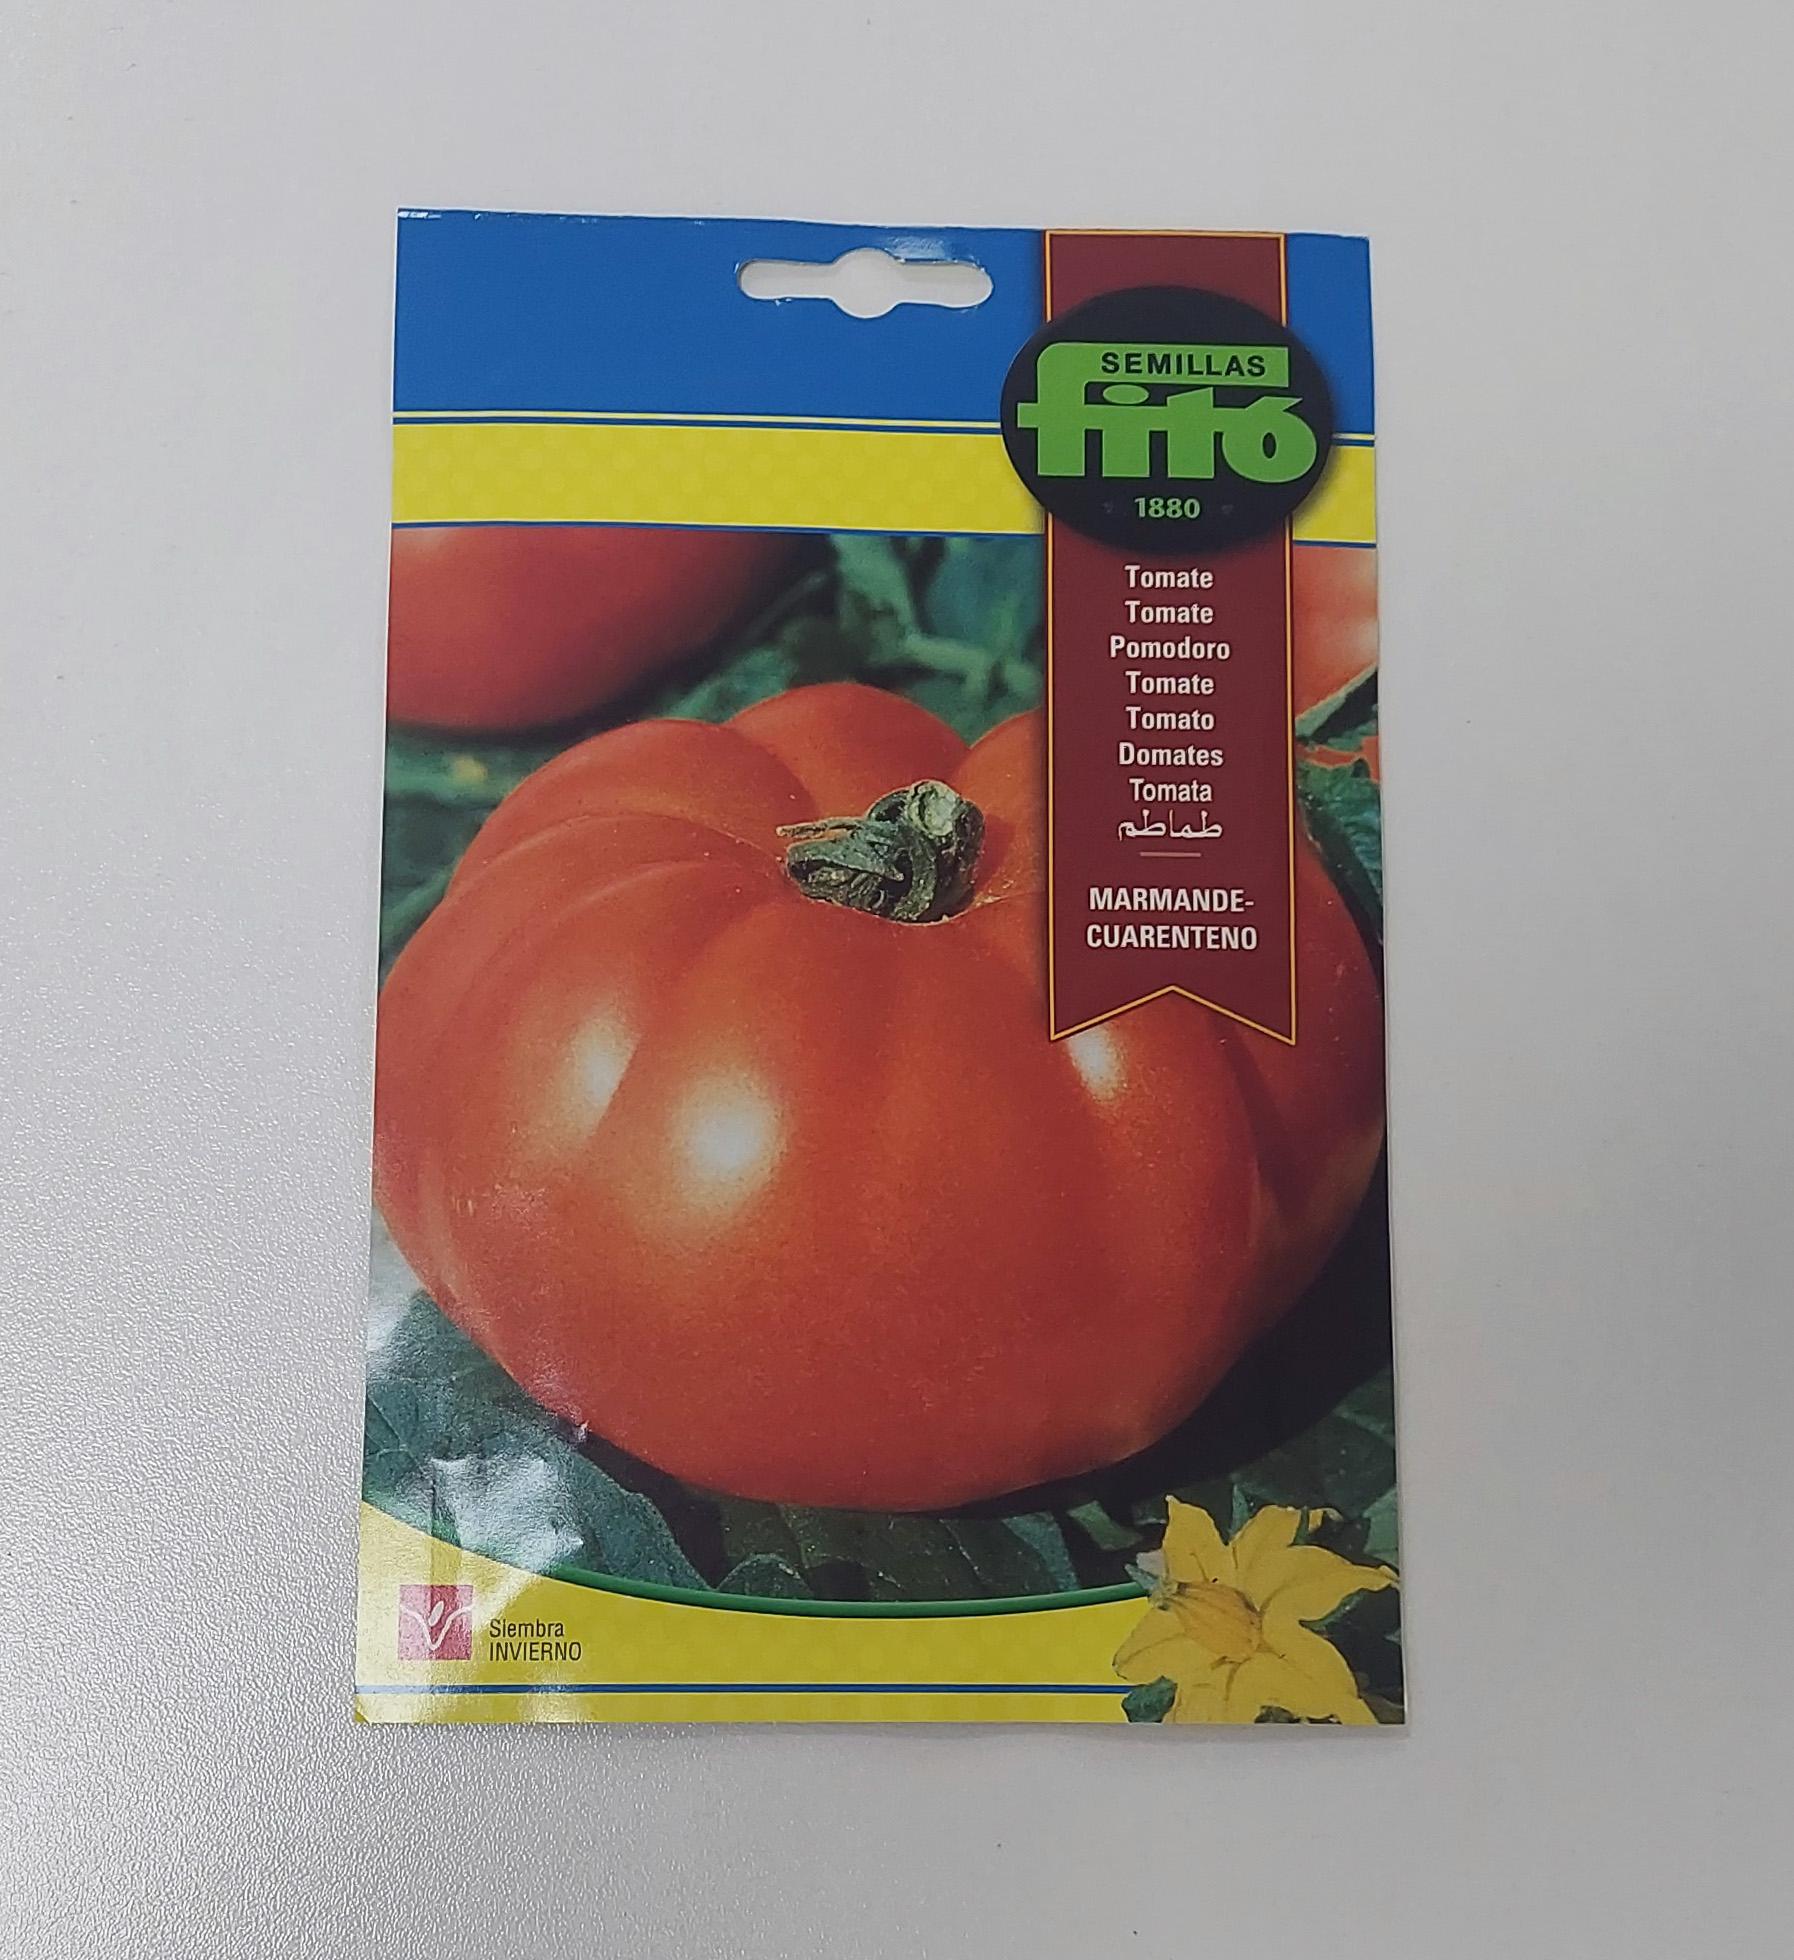 SEMILLAS
fitó
1880
Tomate
Tomate
Pomodoro
Tomate
Tomato
Domates
Tomata
طماطم
MARMANDE-
CUARENTENO
Siembra
INVIERNO